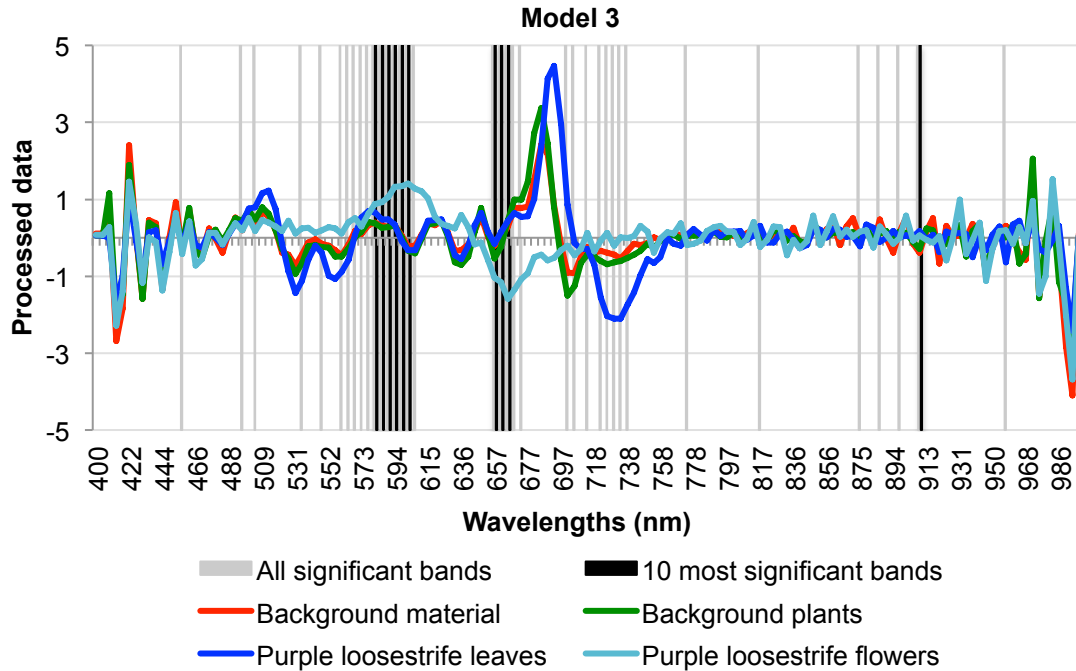 Model 3
Processed data
5
3
1
-1
-3
-5
400 422 444 466 488 509 531 552 573 594 615 636 657 677 697 718 738 758 778 797 817 836 856 875 894 913 931 950 968 986
Wavelengths (nm)
All significant bands 10 most significant bands
Background material Background plants
Purple loosestrife leaves Purple loosestrife flowers